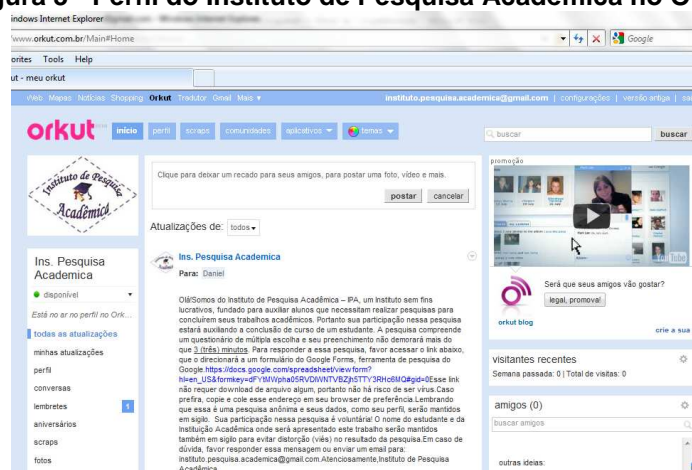 gura 3 - Perfil do Instituto de Pesquisa Acadêmica no O
indows Internet Explorer
www.orkut.com.br/Main#Home
Google
orites Tools Help
ut - meu orkut
Web Mapas Notícias Shopping Orkut Tradutor Gmail Mais ▼
instituto.pesquisa.academica@gmail.com | configurações | versão antiga |
orkut
início perfil scraps comunidades aplicativos temas
buscar
buscar
Instituto de Pesquisa
Acadêmica
Clique para deixar um recado para seus amigos, para postar uma foto, vídeo e mais.
postar cancelar
Atualizações de: todos
promoção
Ins. Pesquisa
Academica
disponível
Está no ar no perfil no Ork...
todas as atualizações
minhas atualizações
perfil
conversas
lembretes 1
aniversários
scraps
fotos
Ins. Pesquisa Academica
Para: Daniel
Olá!Somos do Instituto de Pesquisa Acadêmica – IPA, um Instituto sem fins
lucrativos, fundado para auxiliar alunos que necessitam realizar pesquisas para
concluírem seus trabalhos acadêmicos. Portanto sua participação nessa pesquisa
estará auxiliando a conclusão de curso de um estudante. A pesquisa compreende
um questionário de múltipla escolha e seu preenchimento não demorará mais do
que 3 (três) minutos. Para responder a essa pesquisa, favor acessar o link abaixo,
que o direcionará a um formulário do Google Forms, ferramenta de pesquisa do
Google.https://docs.google.com/spreadsheet/viewform?
hl=en_US&formkey=dFYtMWpha05RVDlWNTVBZjh5TTY3RHc6MQ#gid=0Esse link
não requer download de arquivo algum, portanto não há risco de ser vírus.Caso
prefira, copie e cole esse endereço em seu browser de preferência.Lembrando
que essa é uma pesquisa anônima e seus dados, como seu perfil, serão mantidos
em sigilo. Sua participação nessa pesquisa é voluntária! O nome do estudante e da
Instituição Acadêmica onde será apresentado este trabalho serão mantidos
também em sigilo para evitar distorção (viés) no resultado da pesquisa.Em caso de
dúvida, favor responder essa mensagem ou enviar um email para:
instituto.pesquisa.academica@gmail.com.Atenciosamente,Instituto de Pesquisa
Acadêmica
Tube
Será que seus amigos vão gostar?
legal, promova!
orkut blog
crie a sua
visitantes recentes
Semana passada: 0 | Total de visitas: 0
amigos (0)
buscar amigos
outras ideias: